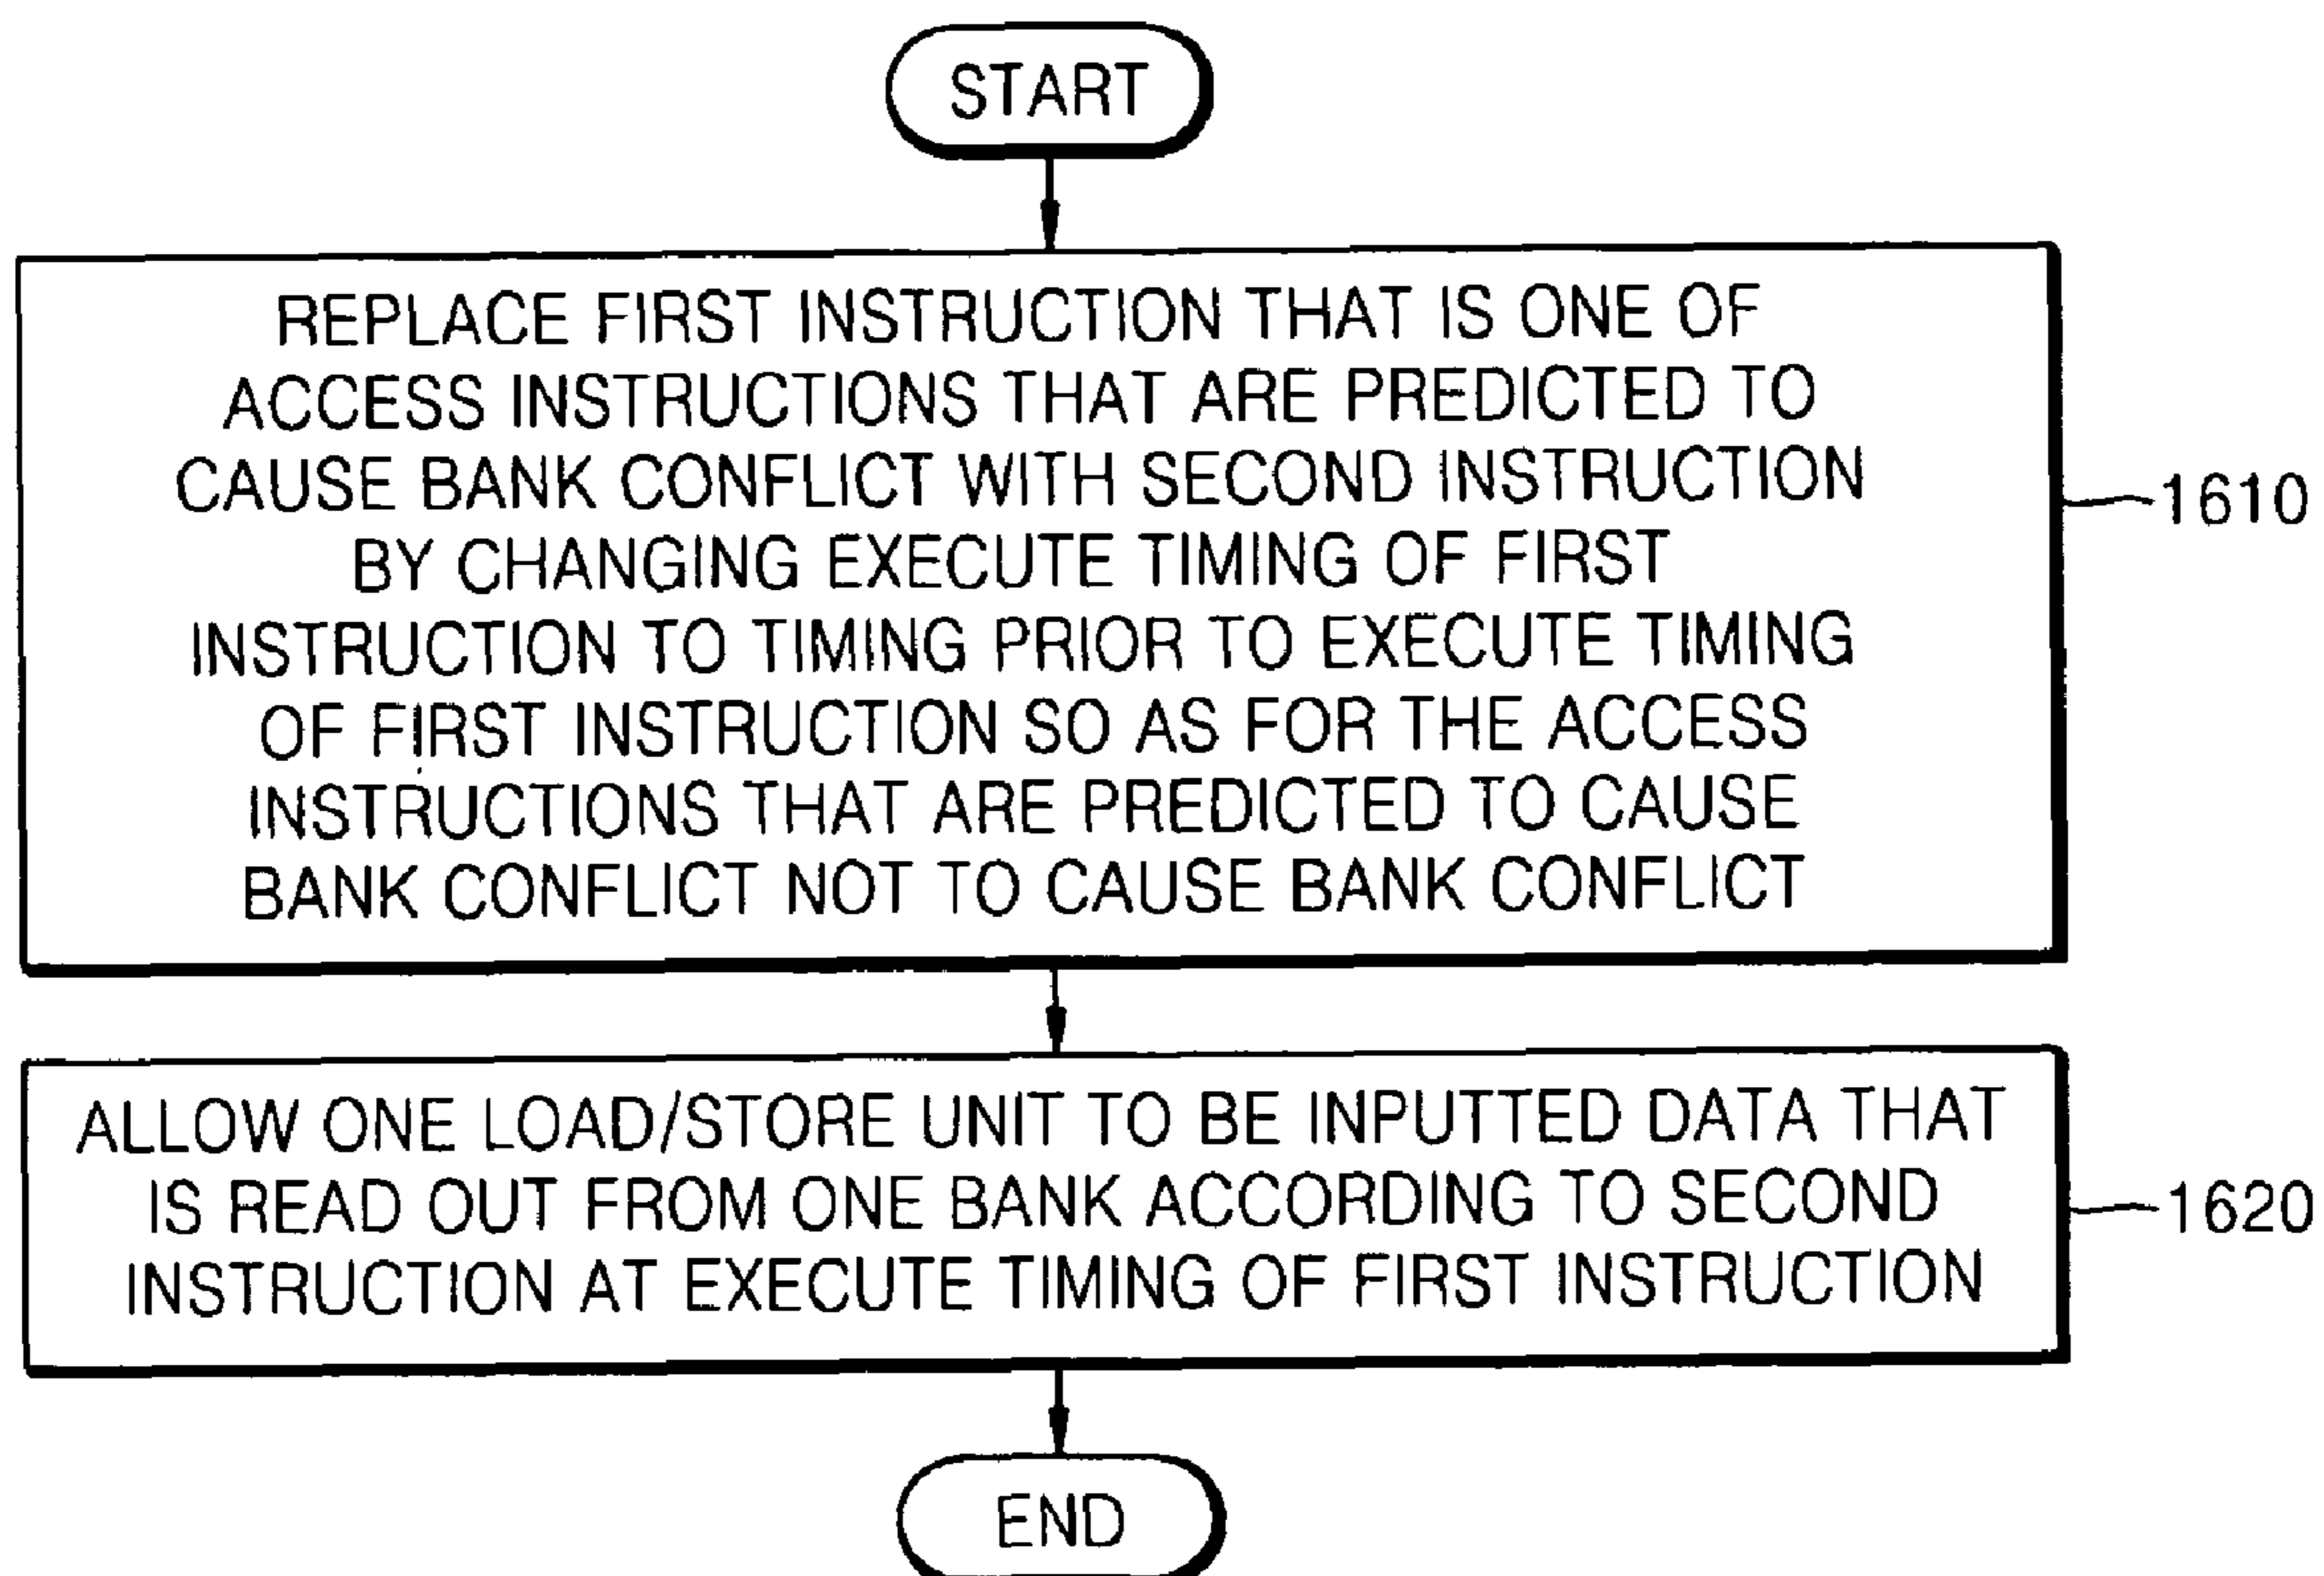 START
REPLACE FIRST INSTRUCTION THAT IS ONE OF
ACCESS INSTRUCTIONS THAT ARE PREDICTED TO
CAUSE BANK CONFLICT WITH SECOND INSTRUCTION
BY CHANGING EXECUTE TIMING OF FIRST
INSTRUCTION TO TIMING PRIOR TO EXECUTE TIMING
OF FIRST INSTRUCTION SO AS FOR THE ACCESS
INSTRUCTIONS THAT ARE PREDICTED TO CAUSE
BANK CONFLICT NOT TO CAUSE BANK CONFLICT
1610
ALLOW ONE LOAD/STORE UNIT TO BE INPUTTED DATA THAT
IS READ OUT FROM ONE BANK ACCORDING TO SECOND
INSTRUCTION AT EXECUTE TIMING OF FIRST INSTRUCTION
1620
END